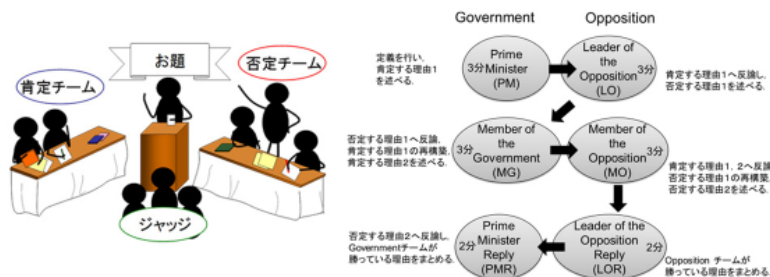 お題
肯定チーム
否定チーム
ジャッジ
Government
Opposition
定義を行い,
肯定する理由1
を述べる.
3分
Prime
Minister
(PM)
Leader of
the
Opposition
(LO)
3分
肯定する理由1へ反論し,
否定する理由1を述べる.
否定する理由1へ反論,
肯定する理由1の再構築,
肯定する理由2を述べる.
3分
Member of
the
Government
(MG)
Member of
the
Opposition
(MO)
3分
肯定する理由1, 2へ反論
否定する理由1の再構築,
否定する理由2を述べる.
否定する理由2へ反論し,
Governmentチームが
勝っている理由をまとめる.
2分
Prime
Minister
Reply
(PMR)
Leader of
the
Opposition
Reply
(LOR)
2分
Opposition チームが
勝っている理由をまとめる.